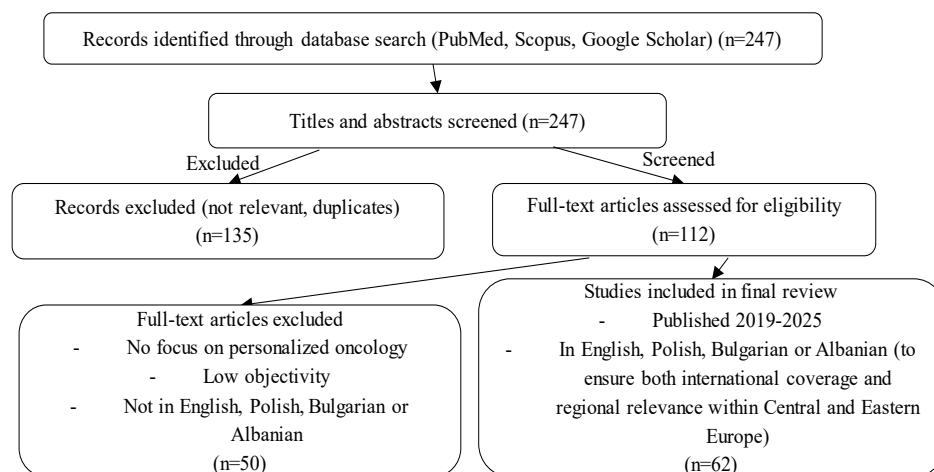 Records identified through database search (PubMed, Scopus, Google Scholar) (n=247)
Titles and abstracts screened (n=247)
Excluded
Screened
Records excluded (not relevant, duplicates)
(n=135)
Full-text articles assessed for eligibility
(n=112)
Full-text articles excluded
- No focus on personalized oncology
- Low objectivity
- Not in English, Polish, Bulgarian or
Albanian
(n=50)
Studies included in final review
- Published 2019-2025
- In English, Polish, Bulgarian or Albanian (to
ensure both international coverage and
regional relevance within Central and Eastern
Europe)
(n=62)